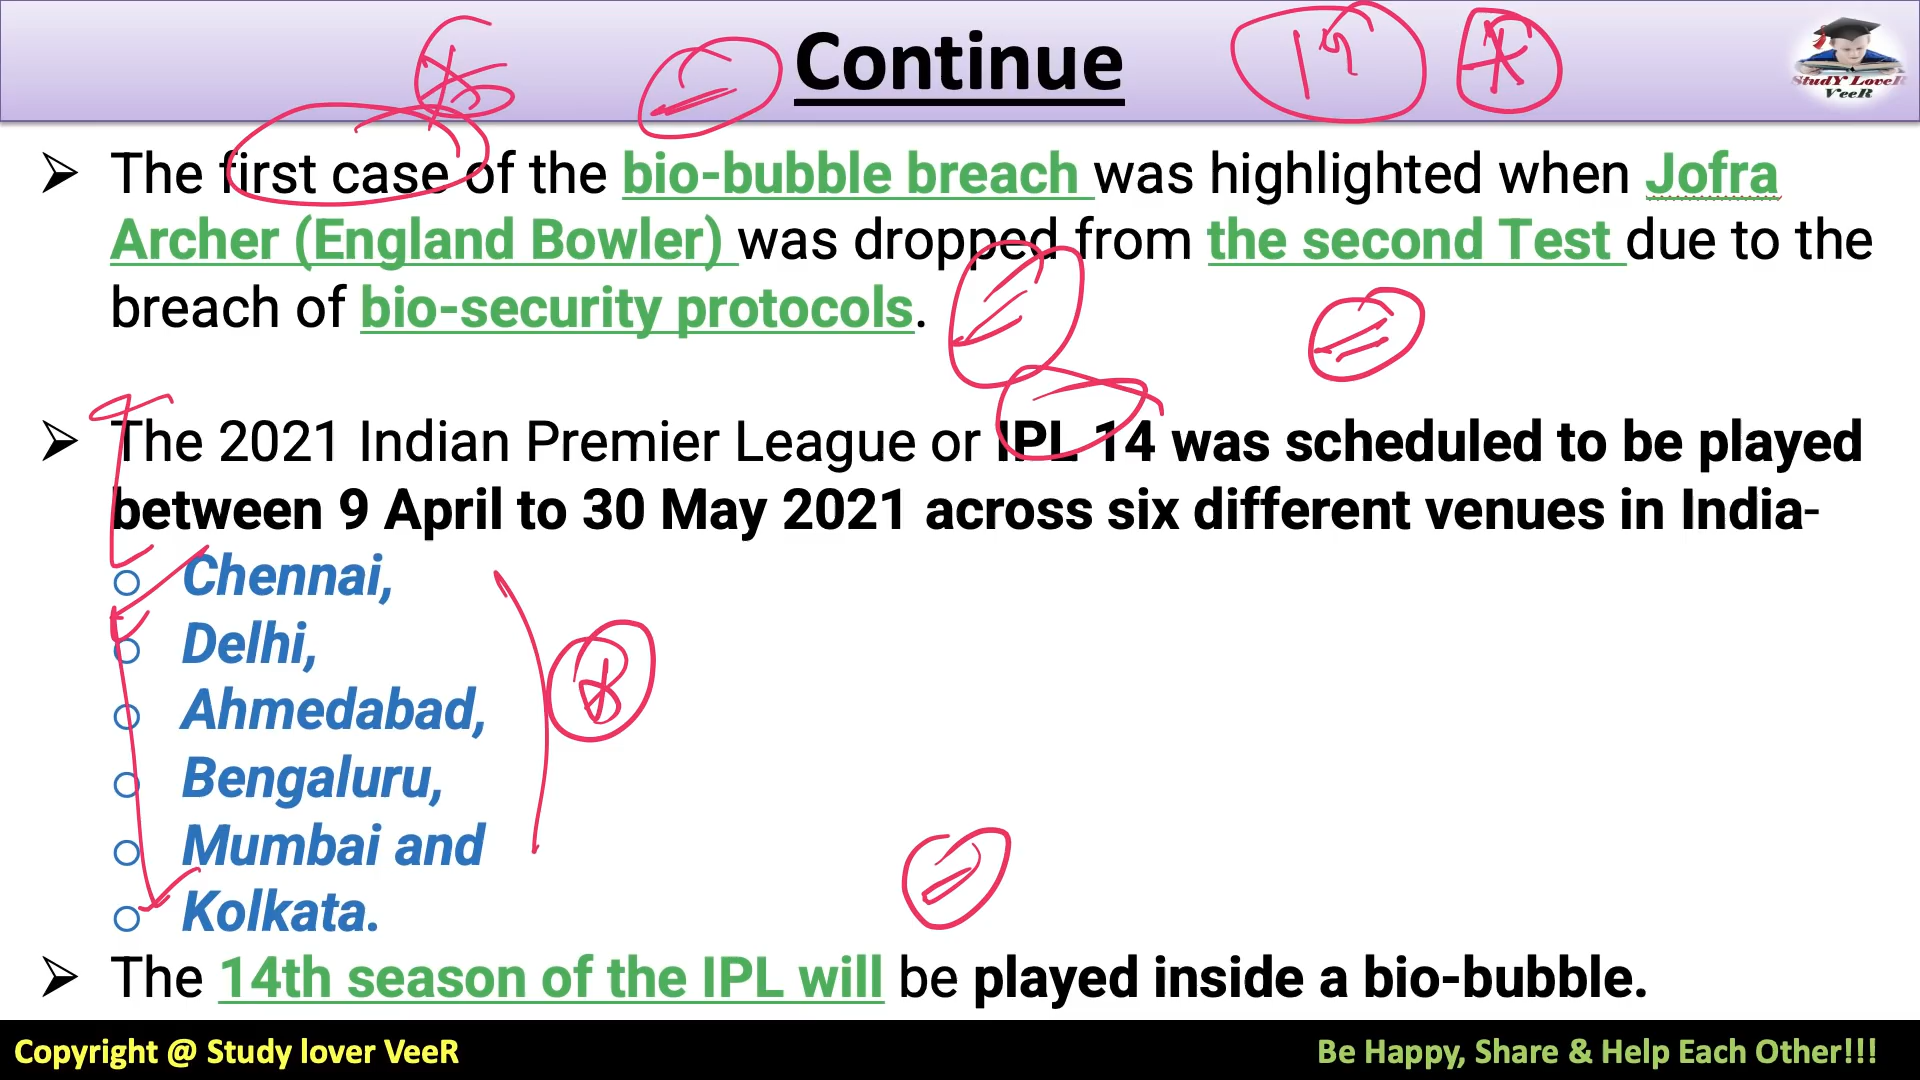 Continue
StudY LoveR
VeeR
➢ The first case of the bio-bubble breach was highlighted when Jofra
Archer (England Bowler) was dropped from the second Test due to the
breach of bio-security protocols.
➢ The 2021 Indian Premier League or IPL 14 was scheduled to be played
between 9 April to 30 May 2021 across six different venues in India-
o Chennai,
o Delhi,
o Ahmedabad,
o Bengaluru,
o Mumbai and
o Kolkata.
➢ The 14th season of the IPL will be played inside a bio-bubble.
Copyright @ Study lover VeeR
Be Happy, Share & Help Each Other!!!